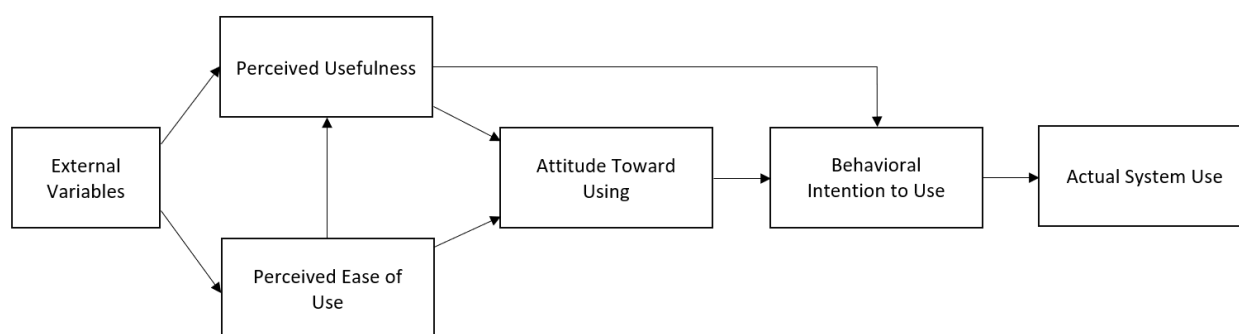 Perceived Usefulness
External
Variables
Perceived Ease of
Use
Attitude Toward
Using
Behavioral
Intention to Use
Actual System Use